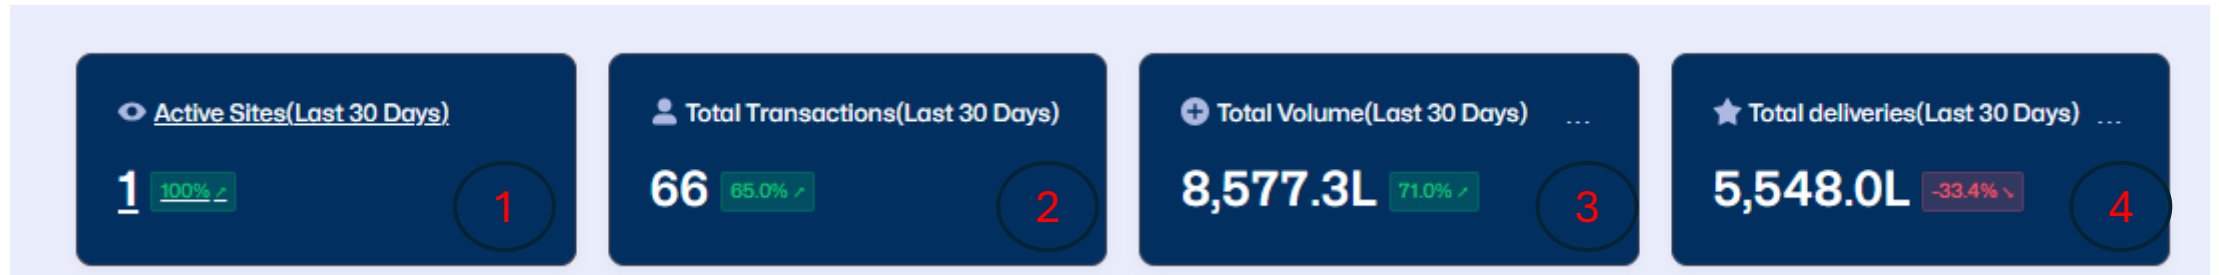 Active Sites(Last 30 Days)
1 100% ↗
1
Total Transactions(Last 30 Days)
66 65.0% ↗
2
Total Volume(Last 30 Days) ...
8,577.3L 71.0% ↗
3
Total deliveries(Last 30 Days) ...
5,548.0L -33.4% ↘
4